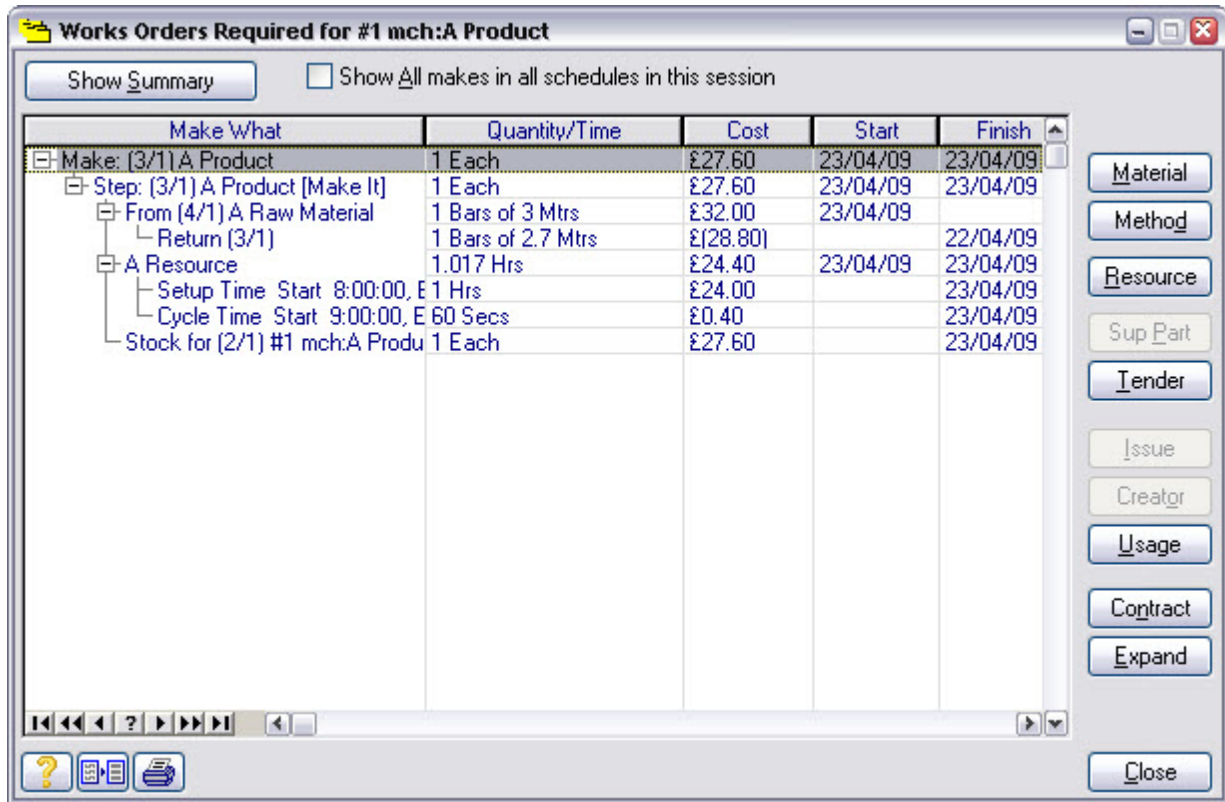 Works Orders Required for #1 mch:A Product
Show Summary Show All makes in all schedules in this session
Make What Quantity/Time Cost Start Finish
Make: (3/1) A Product 1 Each £27.60 23/04/09 23/04/09
Step: (3/1) A Product [Make It] 1 Each £27.60 23/04/09 23/04/09
From (4/1) A Raw Material 1 Bars of 3 Mtrs £32.00 23/04/09
Return (3/1) 1 Bars of 2.7 Mtrs £(28.80) 22/04/09
A Resource 1.017 Hrs £24.40 23/04/09 23/04/09
Setup Time Start 8:00:00, E 1 Hrs £24.00 23/04/09
Cycle Time Start 9:00:00, E 60 Secs £0.40 23/04/09
Stock for (2/1) #1 mch:A Produ 1 Each £27.60 23/04/09
Material
Method
Resource
Sup Part
Tender
Issue
Creator
Usage
Contract
Expand
?
? Close